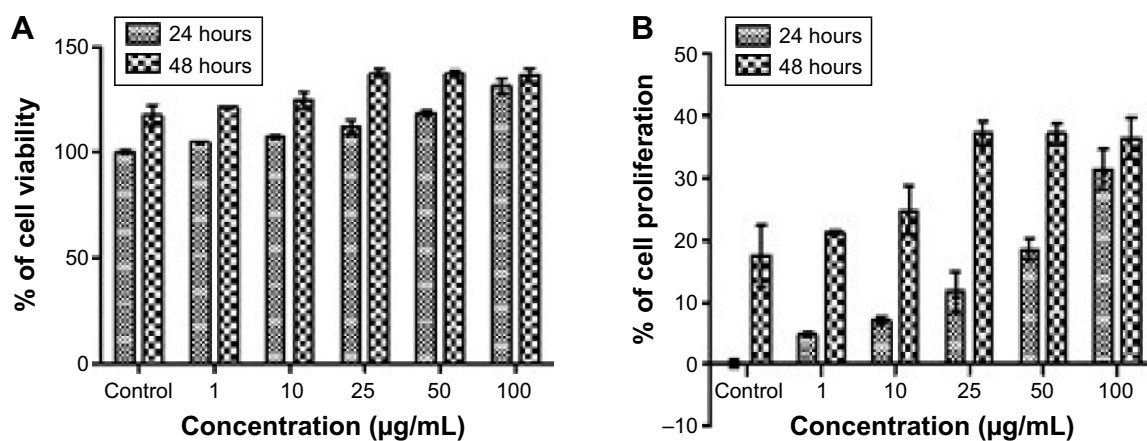 A
24 hours
48 hours
150
100
50
0
% of cell viability
Control 1 10 25 50 100
Concentration (µg/mL)
B
24 hours
48 hours
50
40
30
20
10
0
–10
% of cell proliferation
Control 1 10 25 50 100
Concentration (µg/mL)